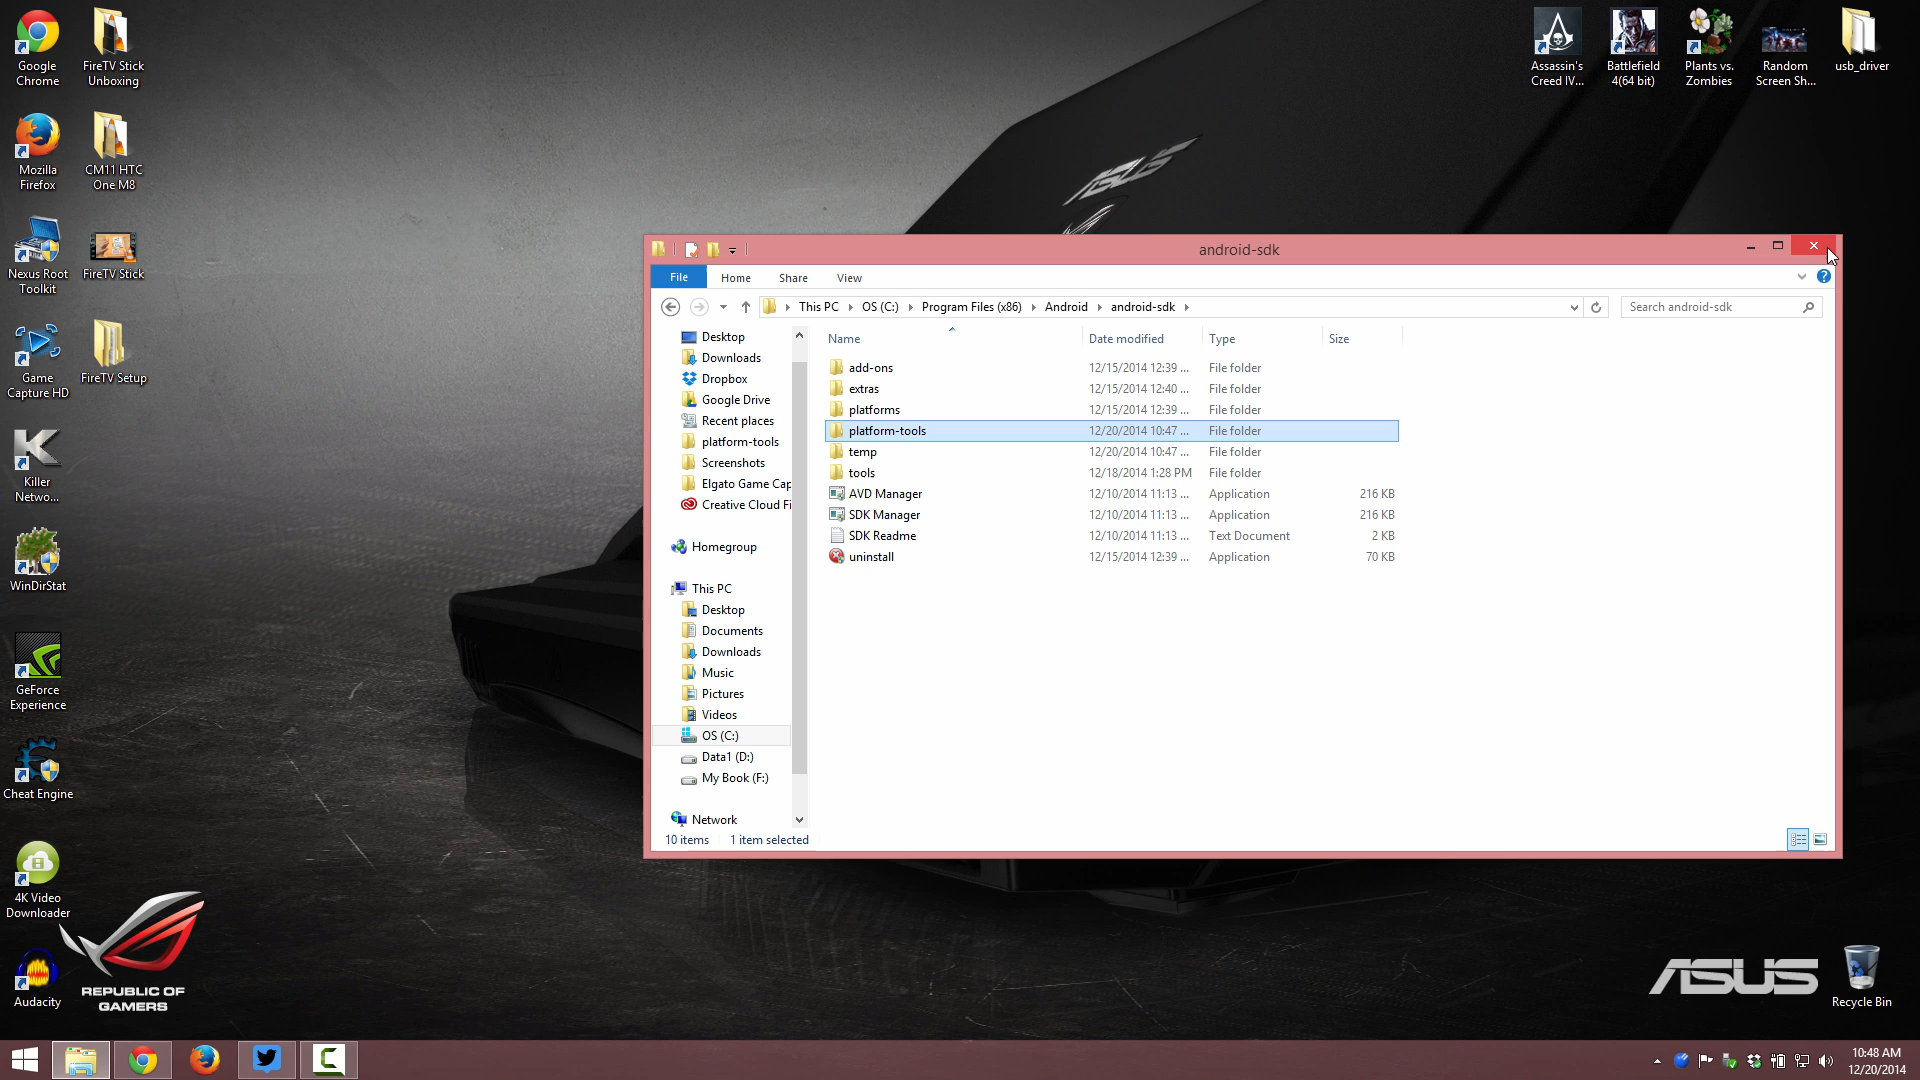 Google
Chrome
FireTV Stick
Unboxing
Mozilla
Firefox
CM11 HTC
One M8
Nexus Root
Toolkit
FireTV Stick
Game
Capture HD
FireTV Setup
Killer
Netwo...
WinDirStat
GeForce
Experience
Cheat Engine
4K Video
Downloader
Audacity
REPUBLIC OF
GAMERS
Assassin's
Creed IV...
Battlefield
4(64 bit)
Plants vs.
Zombies
Random
Screen Sh...
usb_driver
ASUS
android-sdk
File Home Share View
This PC OS (C:) Program Files (x86) Android android-sdk
Search android-sdk
Desktop
Downloads
Dropbox
Google Drive
Recent places
platform-tools
Screenshots
Elgato Game Cap
Creative Cloud Fi
Homegroup
This PC
Desktop
Documents
Downloads
Music
Pictures
Videos
OS (C:)
Data1 (D:)
My Book (F:)
Network
Name Date modified Type Size
add-ons 12/15/2014 12:39 ... File folder
extras 12/15/2014 12:40 ... File folder
platforms 12/15/2014 12:39 ... File folder
platform-tools 12/20/2014 10:47 ... File folder
temp 12/20/2014 10:47 ... File folder
tools 12/18/2014 1:28 PM File folder
AVD Manager 12/10/2014 11:13 ... Application 216 KB
SDK Manager 12/10/2014 11:13 ... Application 216 KB
SDK Readme 12/10/2014 11:13 ... Text Document 2 KB
uninstall 12/15/2014 12:39 ... Application 70 KB
10 items 1 item selected
ASUS
Recycle Bin
10:48 AM
12/20/2014